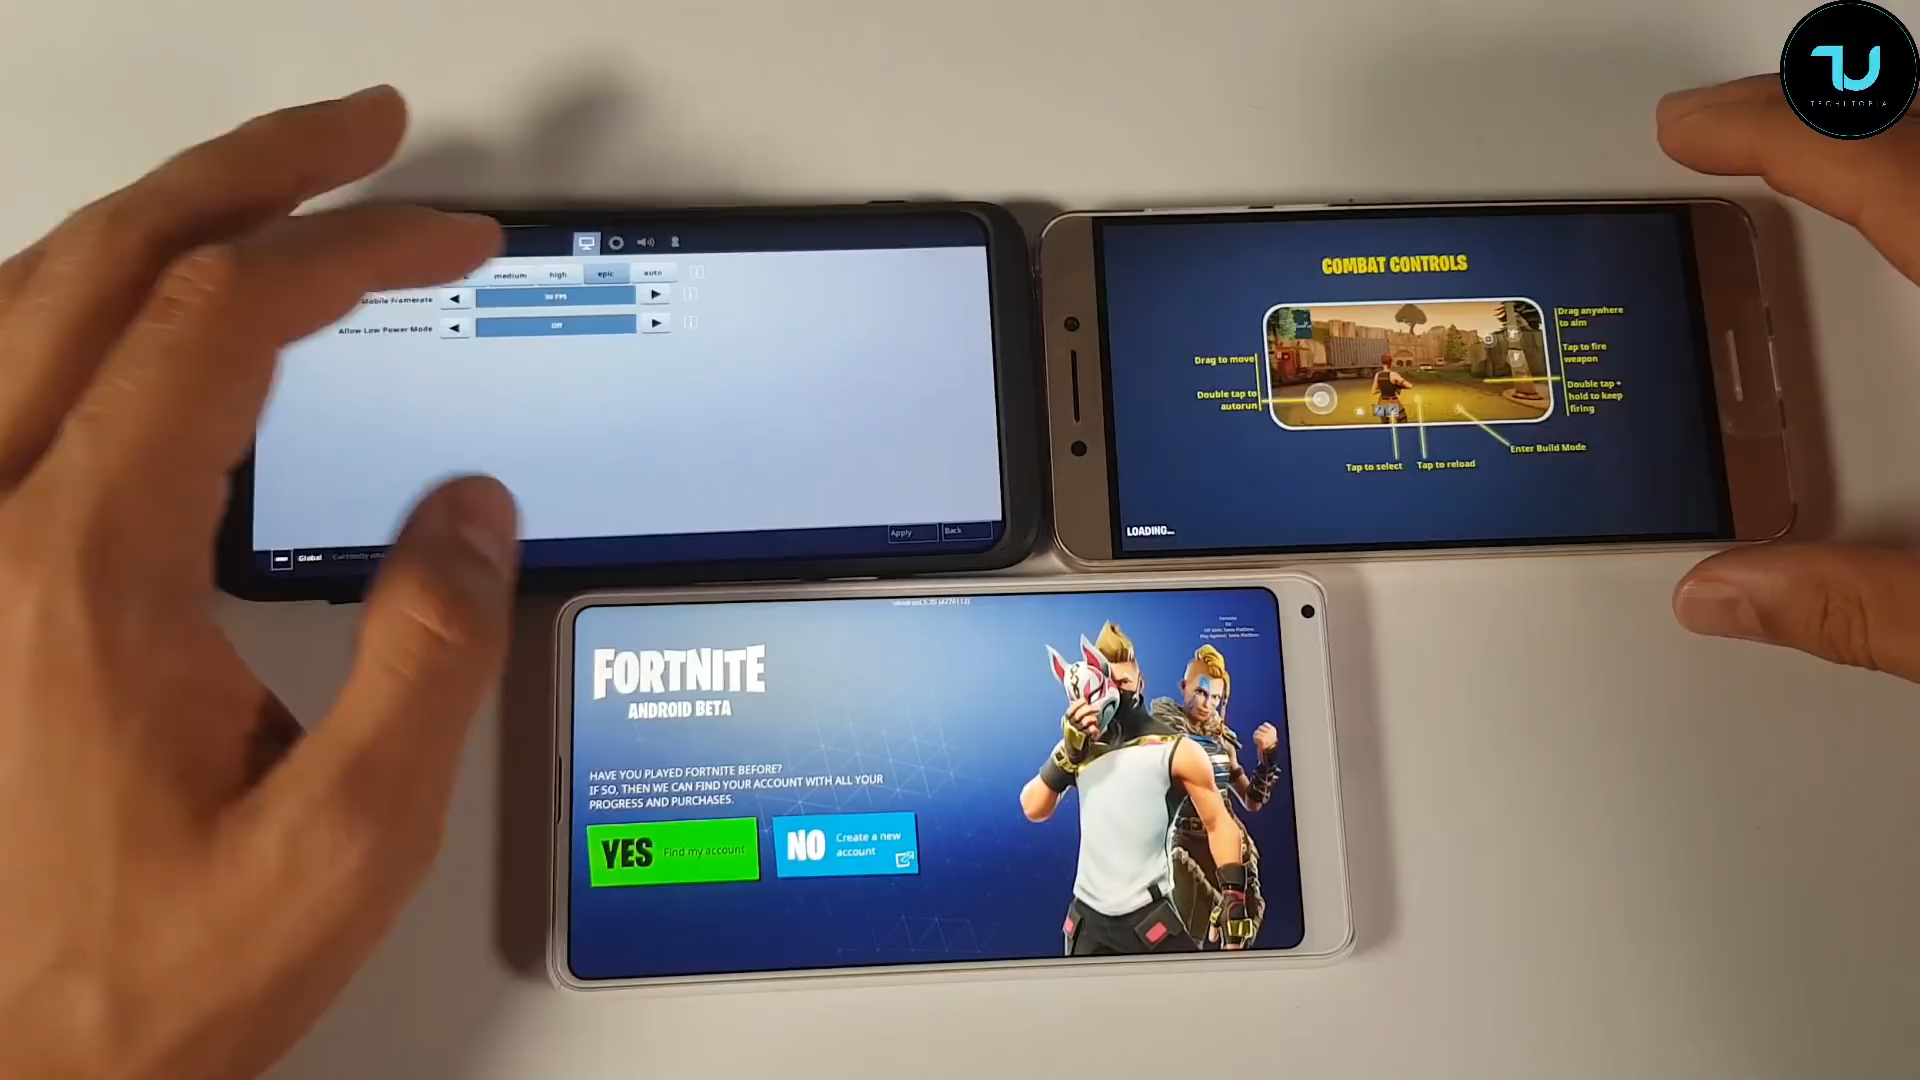 TECHUTOPIA
medium
high
epic
auto
Mobile Framerate
30 FPS
Allow Low Power Mode
Off
Apply
Back
Global
COMBAT CONTROLS
Drag to move
Double tap to
autorun
Drag anywhere
to aim
Tap to fire
weapon
Double tap +
hold to keep
firing
Enter Build Mode
Tap to select
Tap to reload
LOADING...
FORTNITE
ANDROID BETA
HAVE YOU PLAYED FORTNITE BEFORE?
IF SO, THEN WE CAN FIND YOUR ACCOUNT WITH ALL YOUR
PROGRESS AND PURCHASES.
YES Find my account
NO Create a new
account